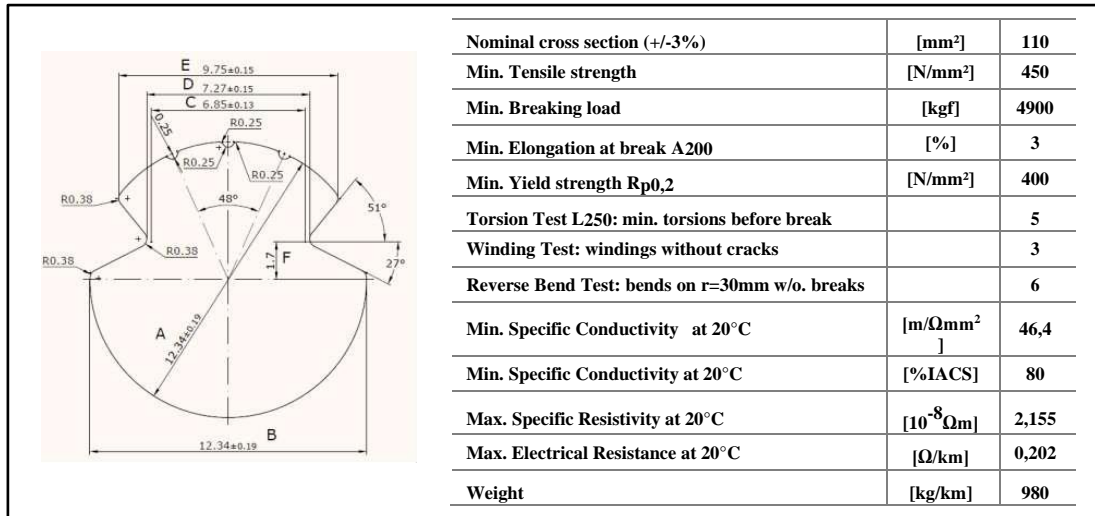 E 9.75±0.15
D 7.27±0.15
C 6.85±0.13
0.25
R0.25
R0.25
R0.25
R0.38
48°
51°
R0.38
R0.38
1.7
F
27°
A
12.34±0.19
B
12.34±0.19
Nominal cross section (+/-3%) [mm²] 110
Min. Tensile strength [N/mm²] 450
Min. Breaking load [kgf] 4900
Min. Elongation at break A200 [%] 3
Min. Yield strength Rp0,2 [N/mm²] 400
Torsion Test L250: min. torsions before break 5
Winding Test: windings without cracks 3
Reverse Bend Test: bends on r=30mm w/o. breaks 6
Min. Specific Conductivity at 20°C [m/Ωmm²] 46,4
Min. Specific Conductivity at 20°C [%IACS] 80
Max. Specific Resistivity at 20°C [10⁻⁸Ωm] 2,155
Max. Electrical Resistance at 20°C [Ω/km] 0,202
Weight [kg/km] 980